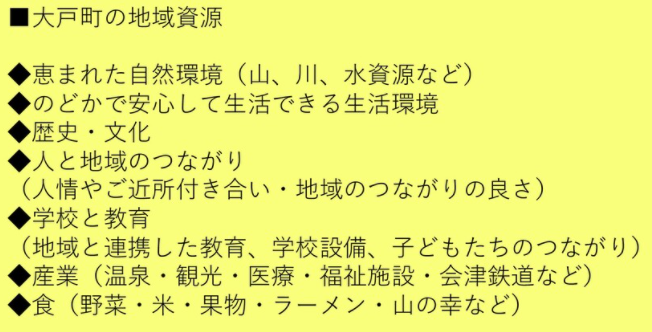 ■大戸町の地域資源
◆恵まれた自然環境（山、川、水資源など）
◆のどかで安心して生活できる生活環境
◆歴史・文化
◆人と地域のつながり
（人情やご近所付き合い・地域のつながりの良さ）
◆学校と教育
（地域と連携した教育、学校設備、子どもたちのつながり）
◆産業（温泉・観光・医療・福祉施設・会津鉄道など）
◆食（野菜・米・果物・ラーメン・山の幸など）